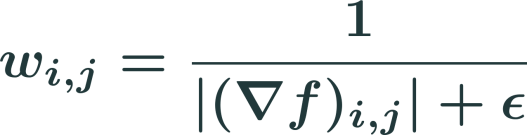 $w_{i,j} = \frac{1}{|(\nabla f)_{i,j}| + \epsilon}$